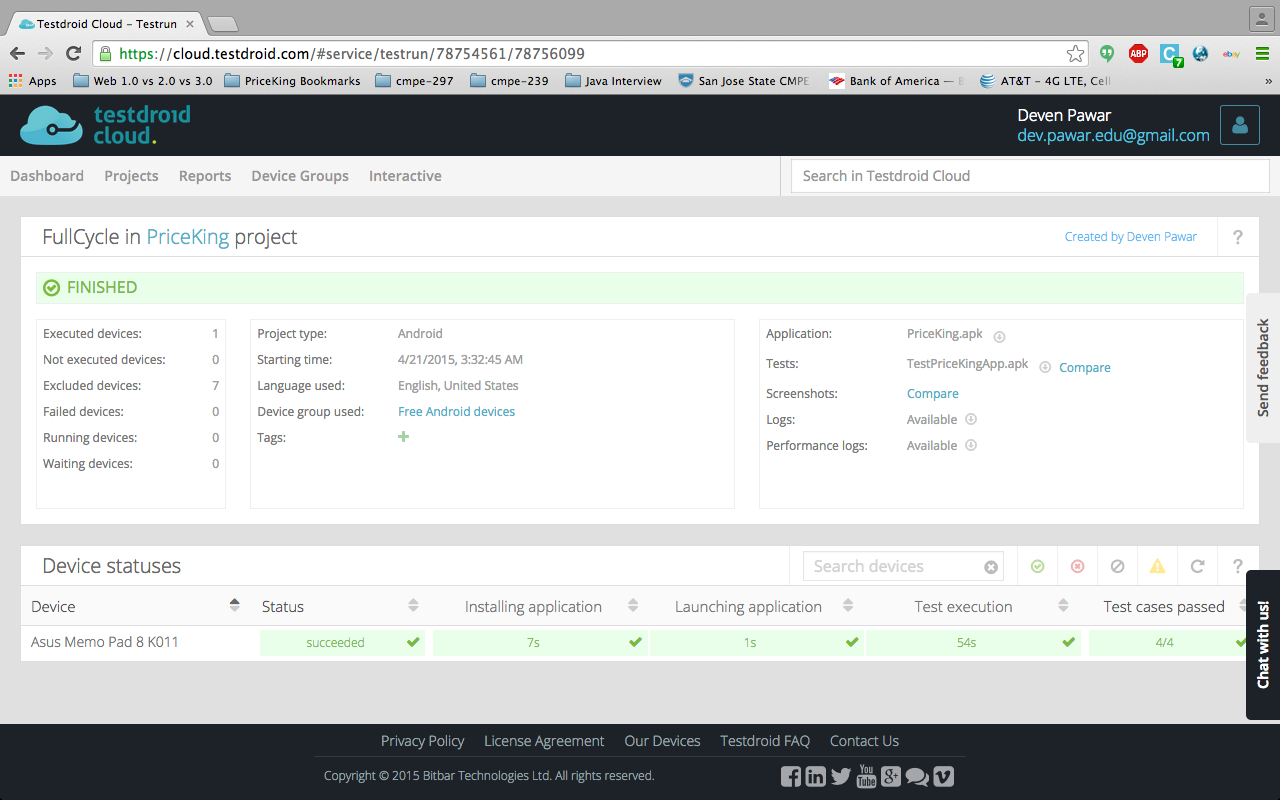 Testdroid Cloud – Testrun
https://cloud.testdroid.com/#service/testrun/78754561/78756099
ABP
C
7
ebay
Apps
Web 1.0 vs 2.0 vs 3.0
PriceKing Bookmarks
cmpe-297
cmpe-239
Java Interview
San Jose State CMPE
Bank of America —
AT&T – 4G LTE, Cell
»
testdroid
cloud.
Deven Pawar
dev.pawar.edu@gmail.com
Dashboard
Projects
Reports
Device Groups
Interactive
Search in Testdroid Cloud
FullCycle in PriceKing project
Created by Deven Pawar
?
FINISHED
Executed devices: 1
Not executed devices: 0
Excluded devices: 7
Failed devices: 0
Running devices: 0
Waiting devices: 0
Project type: Android
Starting time: 4/21/2015, 3:32:45 AM
Language used: English, United States
Device group used: Free Android devices
Tags: +
Application: PriceKing.apk
Tests: TestPriceKingApp.apk Compare
Screenshots: Compare
Logs: Available
Performance logs: Available
Send feedback
Device statuses
Search devices
?
Device Status Installing application Launching application Test execution Test cases passed
Asus Memo Pad 8 K011 succeeded 7s 1s 54s 4/4
Chat with us!
Privacy Policy License Agreement Our Devices Testdroid FAQ Contact Us
Copyright © 2015 Bitbar Technologies Ltd. All rights reserved.
You
Tube